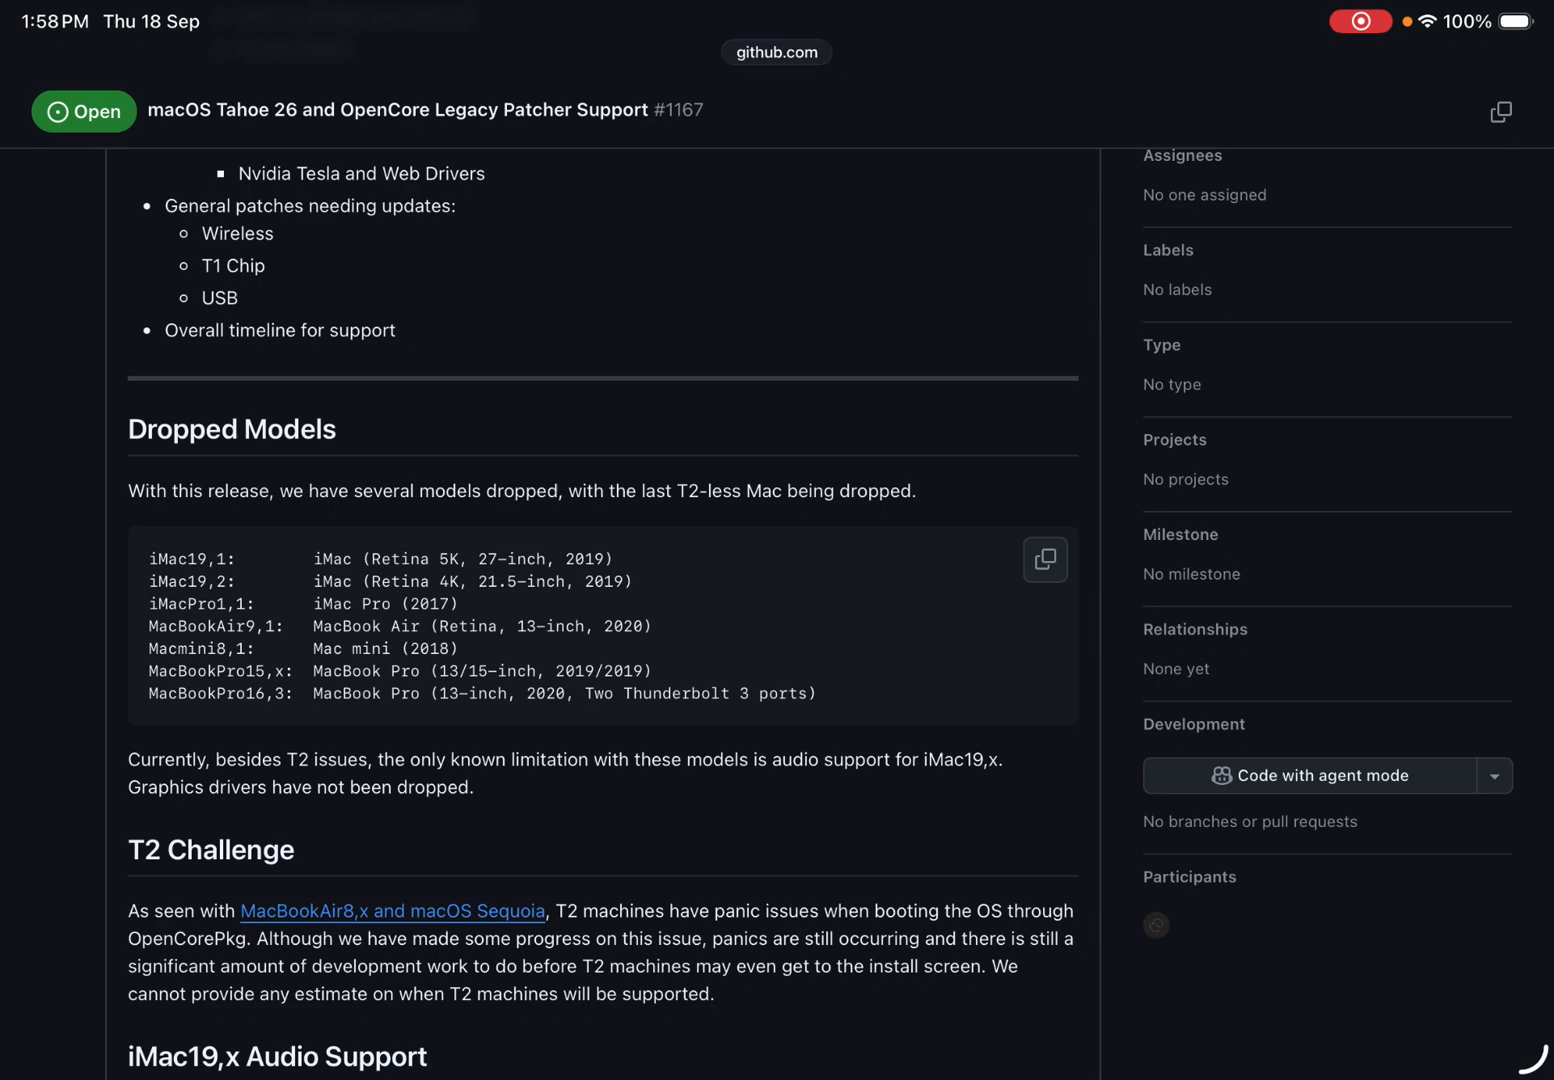 1:58 PM Thu 18 Sep
100%
github.com
Open
macOS Tahoe 26 and OpenCore Legacy Patcher Support #1167
Nvidia Tesla and Web Drivers
General patches needing updates:
Wireless
T1 Chip
USB
Overall timeline for support
Dropped Models
With this release, we have several models dropped, with the last T2-less Mac being dropped.
iMac19,1: iMac (Retina 5K, 27-inch, 2019)
iMac19,2: iMac (Retina 4K, 21.5-inch, 2019)
iMacPro1,1: iMac Pro (2017)
MacBookAir9,1: MacBook Air (Retina, 13-inch, 2020)
Macmini8,1: Mac mini (2018)
MacBookPro15,x: MacBook Pro (13/15-inch, 2019/2019)
MacBookPro16,3: MacBook Pro (13-inch, 2020, Two Thunderbolt 3 ports)
Currently, besides T2 issues, the only known limitation with these models is audio support for iMac19,x.
Graphics drivers have not been dropped.
T2 Challenge
As seen with MacBookAir8,x and macOS Sequoia, T2 machines have panic issues when booting the OS through
OpenCorePkg. Although we have made some progress on this issue, panics are still occurring and there is still a
significant amount of development work to do before T2 machines may even get to the install screen. We
cannot provide any estimate on when T2 machines will be supported.
iMac19,x Audio Support
Assignees
No one assigned
Labels
No labels
Type
No type
Projects
No projects
Milestone
No milestone
Relationships
None yet
Development
Code with agent mode
No branches or pull requests
Participants